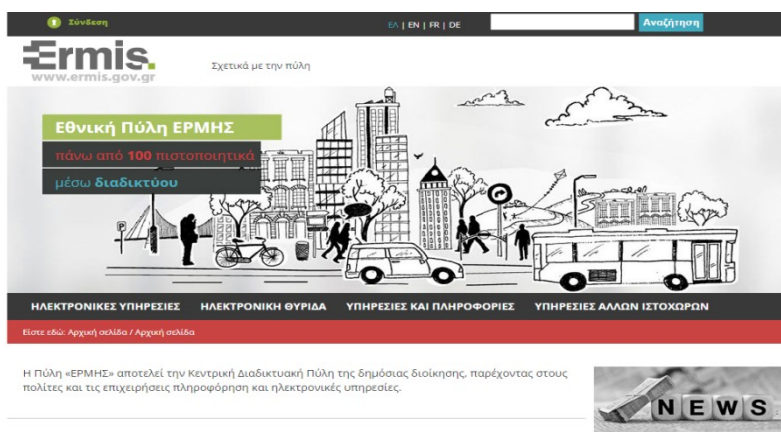 Σύνδεση
ΕΛ | EN | FR | DE
Αναζήτηση
Ermis.
www.ermis.gov.gr
Σχετικά με την πύλη
Εθνική Πύλη ΕΡΜΗΣ
πάνω από 100 πιστοποιητικά
μέσω διαδικτύου
P
ΗΛΕΚΤΡΟΝΙΚΕΣ ΥΠΗΡΕΣΙΕΣ ΗΛΕΚΤΡΟΝΙΚΗ ΘΥΡΙΔΑ ΥΠΗΡΕΣΙΕΣ ΚΑΙ ΠΛΗΡΟΦΟΡΙΕΣ ΥΠΗΡΕΣΙΕΣ ΑΛΛΩΝ ΙΣΤΟΧΩΡΩΝ
Είστε εδώ: Αρχική σελίδα / Αρχική σελίδα
Η Πύλη «ΕΡΜΗΣ» αποτελεί την Κεντρική Διαδικτυακή Πύλη της δημόσιας διοίκησης, παρέχοντας στους
πολίτες και τις επιχειρήσεις πληροφόρηση και ηλεκτρονικές υπηρεσίες.
NEWS